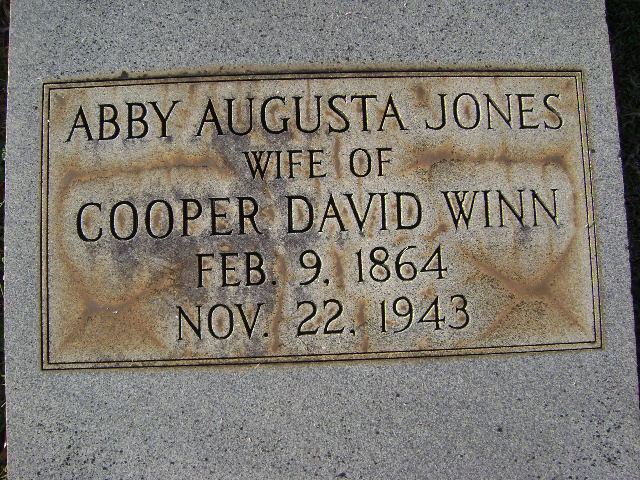 ABBY AUGUSTA JONES
WIFE OF
COOPER DAVID WINN
FEB. 9, 1864
NOV. 22, 1943